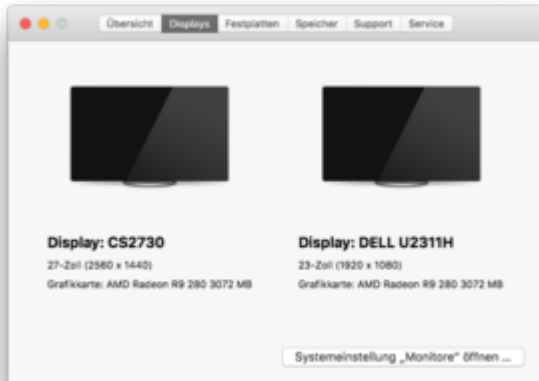 Übersicht Displays Festplatten Speicher Support Service
Display: CS2730
27-Zoll (2560 x 1440)
Grafikkarte: AMD Radeon R9 280 3072 MB
Display: DELL U2311H
23-Zoll (1920 x 1080)
Grafikkarte: AMD Radeon R9 280 3072 MB
Systemeinstellung „Monitore“ öffnen ...